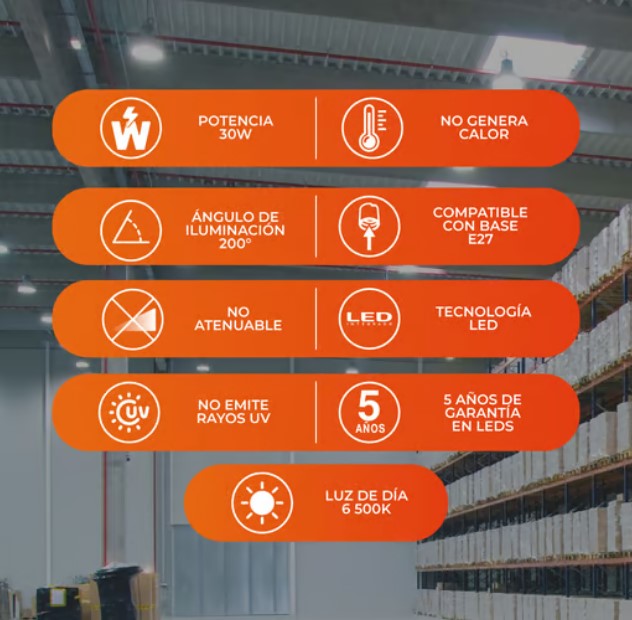 W
POTENCIA
30W
NO GENERA
CALOR
ÁNGULO DE
ILUMINACIÓN
200°
COMPATIBLE
CON BASE
E27
NO
ATENUABLE
LED
TECNOLOGÍA
LED
UV
NO EMITE
RAYOS UV
5
AÑOS
5 AÑOS DE
GARANTÍA
EN LEDS
LUZ DE DÍA
6 500K